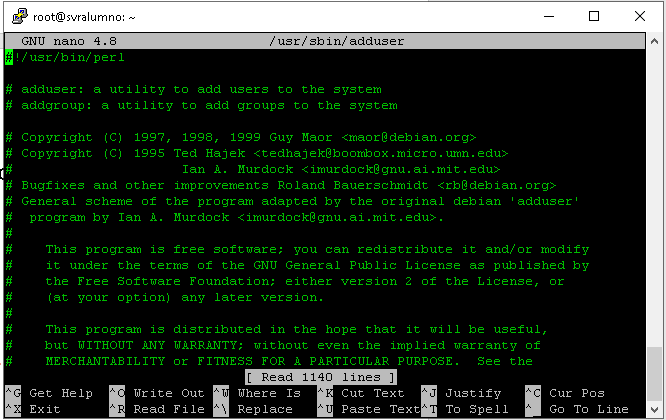 root@svralumno: ~
GNU nano 4.8 /usr/sbin/adduser
#!/usr/bin/perl
# adduser: a utility to add users to the system
# addgroup: a utility to add groups to the system
# Copyright (C) 1997, 1998, 1999 Guy Maor <maor@debian.org>
# Copyright (C) 1995 Ted Hajek <tedhajek@boombox.micro.umn.edu>
# Ian A. Murdock <imurdock@gnu.ai.mit.edu>
# Bugfixes and other improvements Roland Bauerschmidt <rb@debian.org>
# General scheme of the program adapted by the original debian 'adduser'
# program by Ian A. Murdock <imurdock@gnu.ai.mit.edu>.
#
# This program is free software; you can redistribute it and/or modify
# it under the terms of the GNU General Public License as published by
# the Free Software Foundation; either version 2 of the License, or
# (at your option) any later version.
#
# This program is distributed in the hope that it will be useful,
# but WITHOUT ANY WARRANTY; without even the implied warranty of
# MERCHANTABILITY or FITNESS FOR A PARTICULAR PURPOSE. See the
[ Read 1140 lines ]
^G Get Help ^O Write Out ^W Where Is ^K Cut Text ^J Justify ^C Cur Pos
^X Exit ^R Read File ^\ Replace ^U Paste Text ^T To Spell ^_ Go To Line